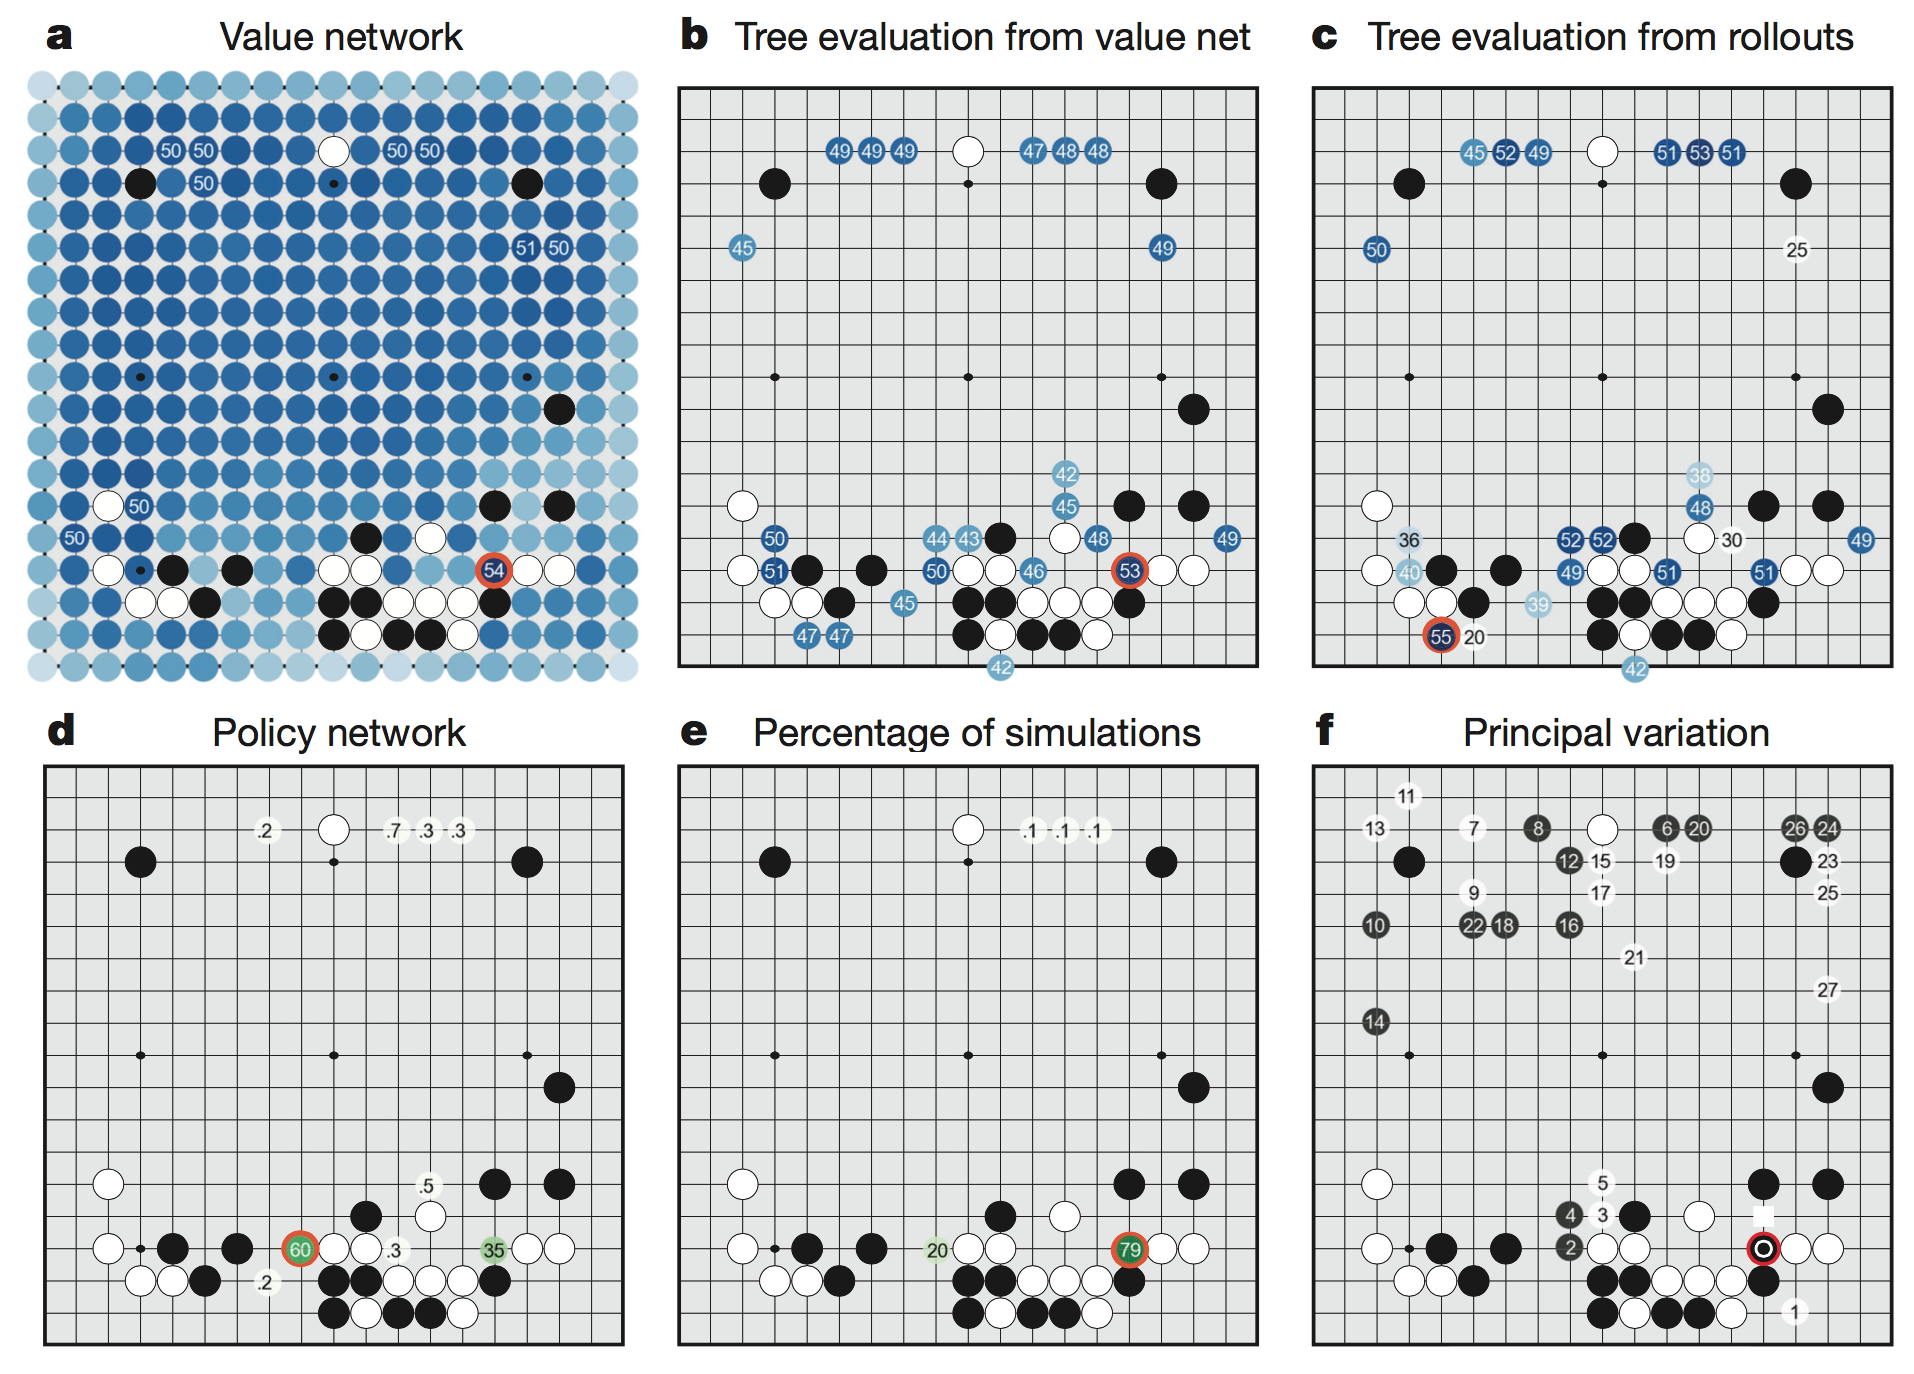 a Value network
50 50 50 50
50
51 50
50
50
54
b Tree evaluation from value net
49 49 49 47 48 48
45 49
42
45
50 44 43 48 49
51 50 46 53
45
47 47
42
c Tree evaluation from rollouts
45 52 49 51 53 51
50 25
38
48
36 52 52 30 49
40 49 51 51
39
55 20
42
d Policy network
.2 .7 .3 .3
.5
60 .3 35
.2
e Percentage of simulations
.1 .1 .1
20 79
f Principal variation
11
13 7 8 6 20 26 24
12 15 19 23
9 17 25
10 22 18 16
21
27
14
5
4 3
2
1